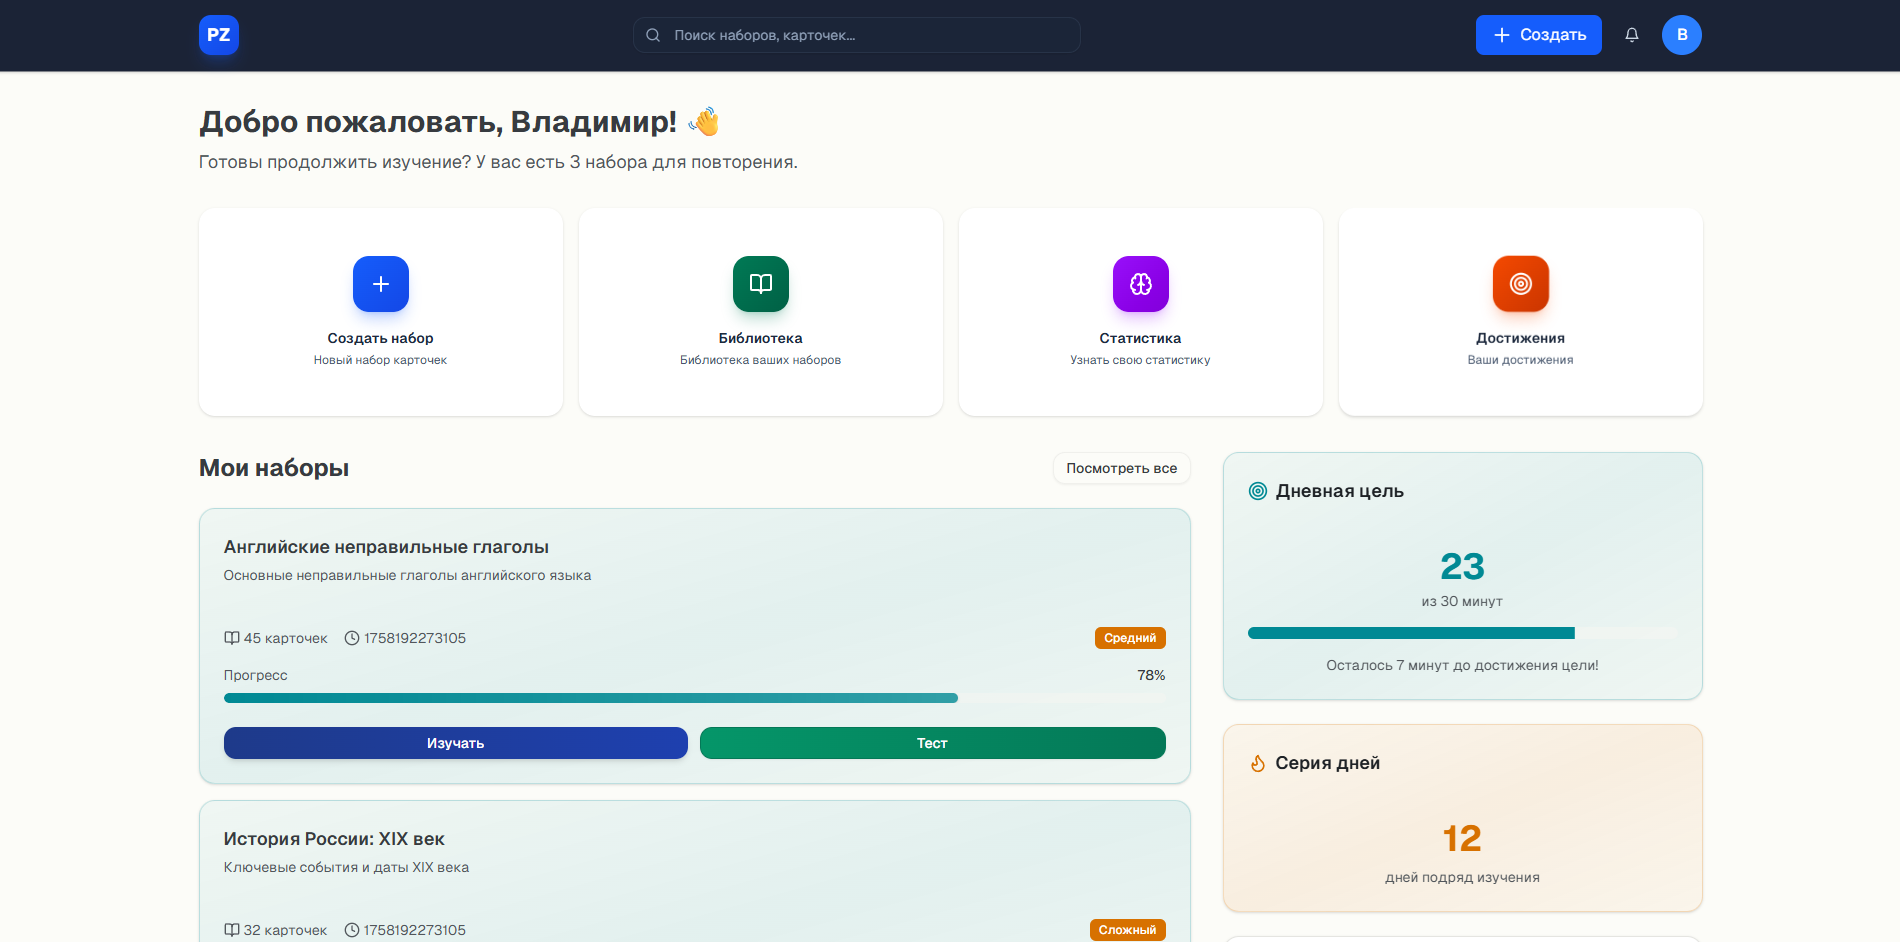 PZ
Поиск наборов, карточек...
Создать
B
Добро пожаловать, Владимир! 👋
Готовы продолжить изучение? У вас есть 3 набора для повторения.
Создать набор
Новый набор карточек
Библиотека
Библиотека ваших наборов
Статистика
Узнать свою статистику
Достижения
Ваши достижения
Мои наборы
Посмотреть все
Английские неправильные глаголы
Основные неправильные глаголы английского языка
45 карточек 1758192273105
Средний
Прогресс
78%
Изучать
Тест
История России: XIX век
Ключевые события и даты XIX века
32 карточек 1758192273105
Сложный
Дневная цель
23
из 30 минут
Осталось 7 минут до достижения цели!
Серия дней
12
дней подряд изучения